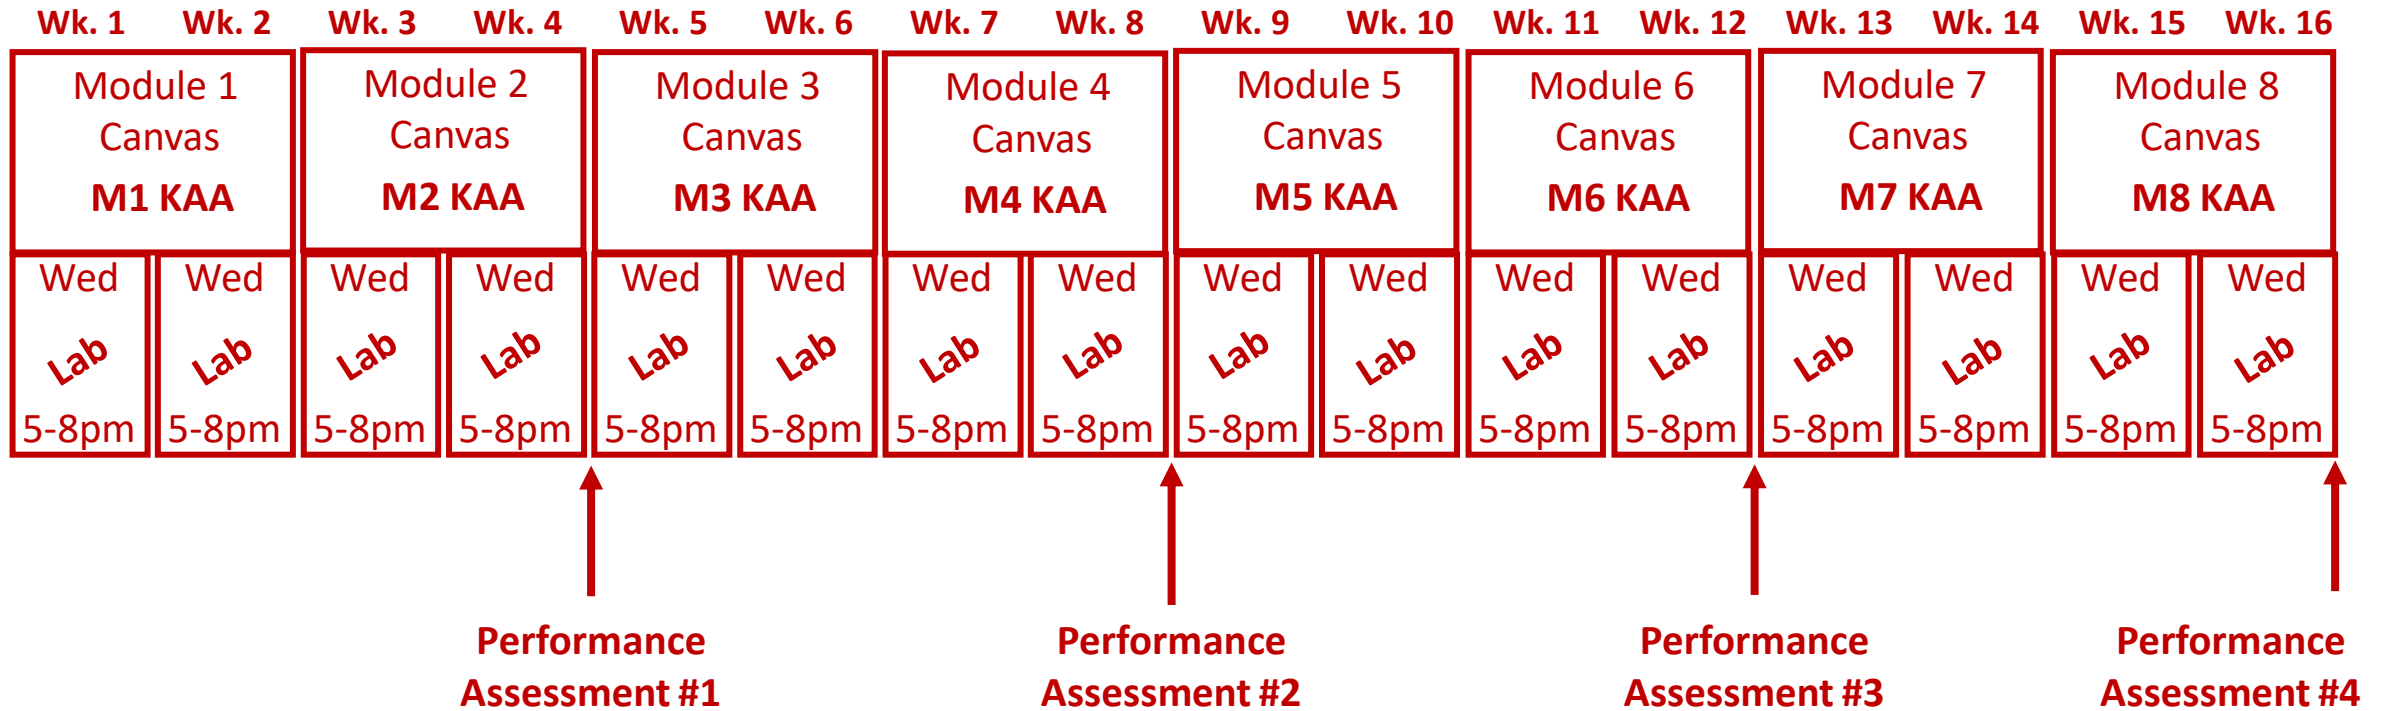 Wk. 1 Wk. 2 Wk. 3 Wk. 4 Wk. 5 Wk. 6 Wk. 7 Wk. 8 Wk. 9 Wk. 10 Wk. 11 Wk. 12 Wk. 13 Wk. 14 Wk. 15 Wk. 16
Module 1
Canvas
M1 KAA
Module 2
Canvas
M2 KAA
Module 3
Canvas
M3 KAA
Module 4
Canvas
M4 KAA
Module 5
Canvas
M5 KAA
Module 6
Canvas
M6 KAA
Module 7
Canvas
M7 KAA
Module 8
Canvas
M8 KAA
Wed
Lab
5-8pm
Wed
Lab
5-8pm
Wed
Lab
5-8pm
Wed
Lab
5-8pm
Wed
Lab
5-8pm
Wed
Lab
5-8pm
Wed
Lab
5-8pm
Wed
Lab
5-8pm
Wed
Lab
5-8pm
Wed
Lab
5-8pm
Wed
Lab
5-8pm
Wed
Lab
5-8pm
Wed
Lab
5-8pm
Wed
Lab
5-8pm
Wed
Lab
5-8pm
Wed
Lab
5-8pm
Performance
Assessment #1
Performance
Assessment #2
Performance
Assessment #3
Performance
Assessment #4